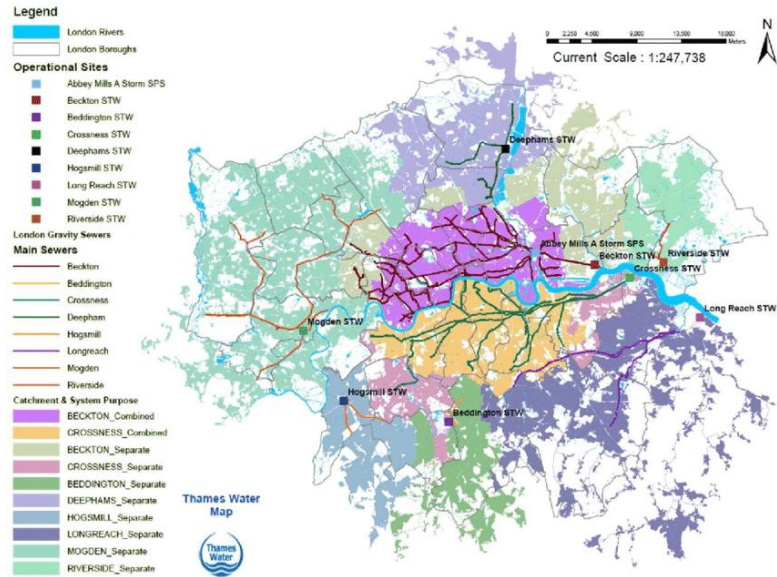 Legend
London Rivers
London Boroughs
Operational Sites
Abbey Mills A Storm SPS
Beckton STW
Beddington STW
Crossness STW
Deephams STW
Hogsmill STW
Long Reach STW
Mogden STW
Riverside STW
London Gravity Sewers
Main Sewers
Beckton
Beddington
Crossness
Deepham
Hogsmill
Longreach
Mogden
Riverside
Catchment & System Purpose
BECKTON_Combined
CROSSNESS_Combined
BECKTON_Separate
CROSSNESS_Separate
BEDDINGTON_Separate
DEEPHAMS_Separate
HOGSMILL_Separate
LONGREACH_Separate
MOGDEN_Separate
RIVERSIDE_Separate
Thames Water
Map
Thames
Water
N
Meters
Current Scale : 1:247,738
Deephams STW
Abbey Mills A Storm SPS
Beckton STW
Riverside STW
Crossness STW
Long Reach STW
Mogden STW
Hogsmill STW
Beddington STW